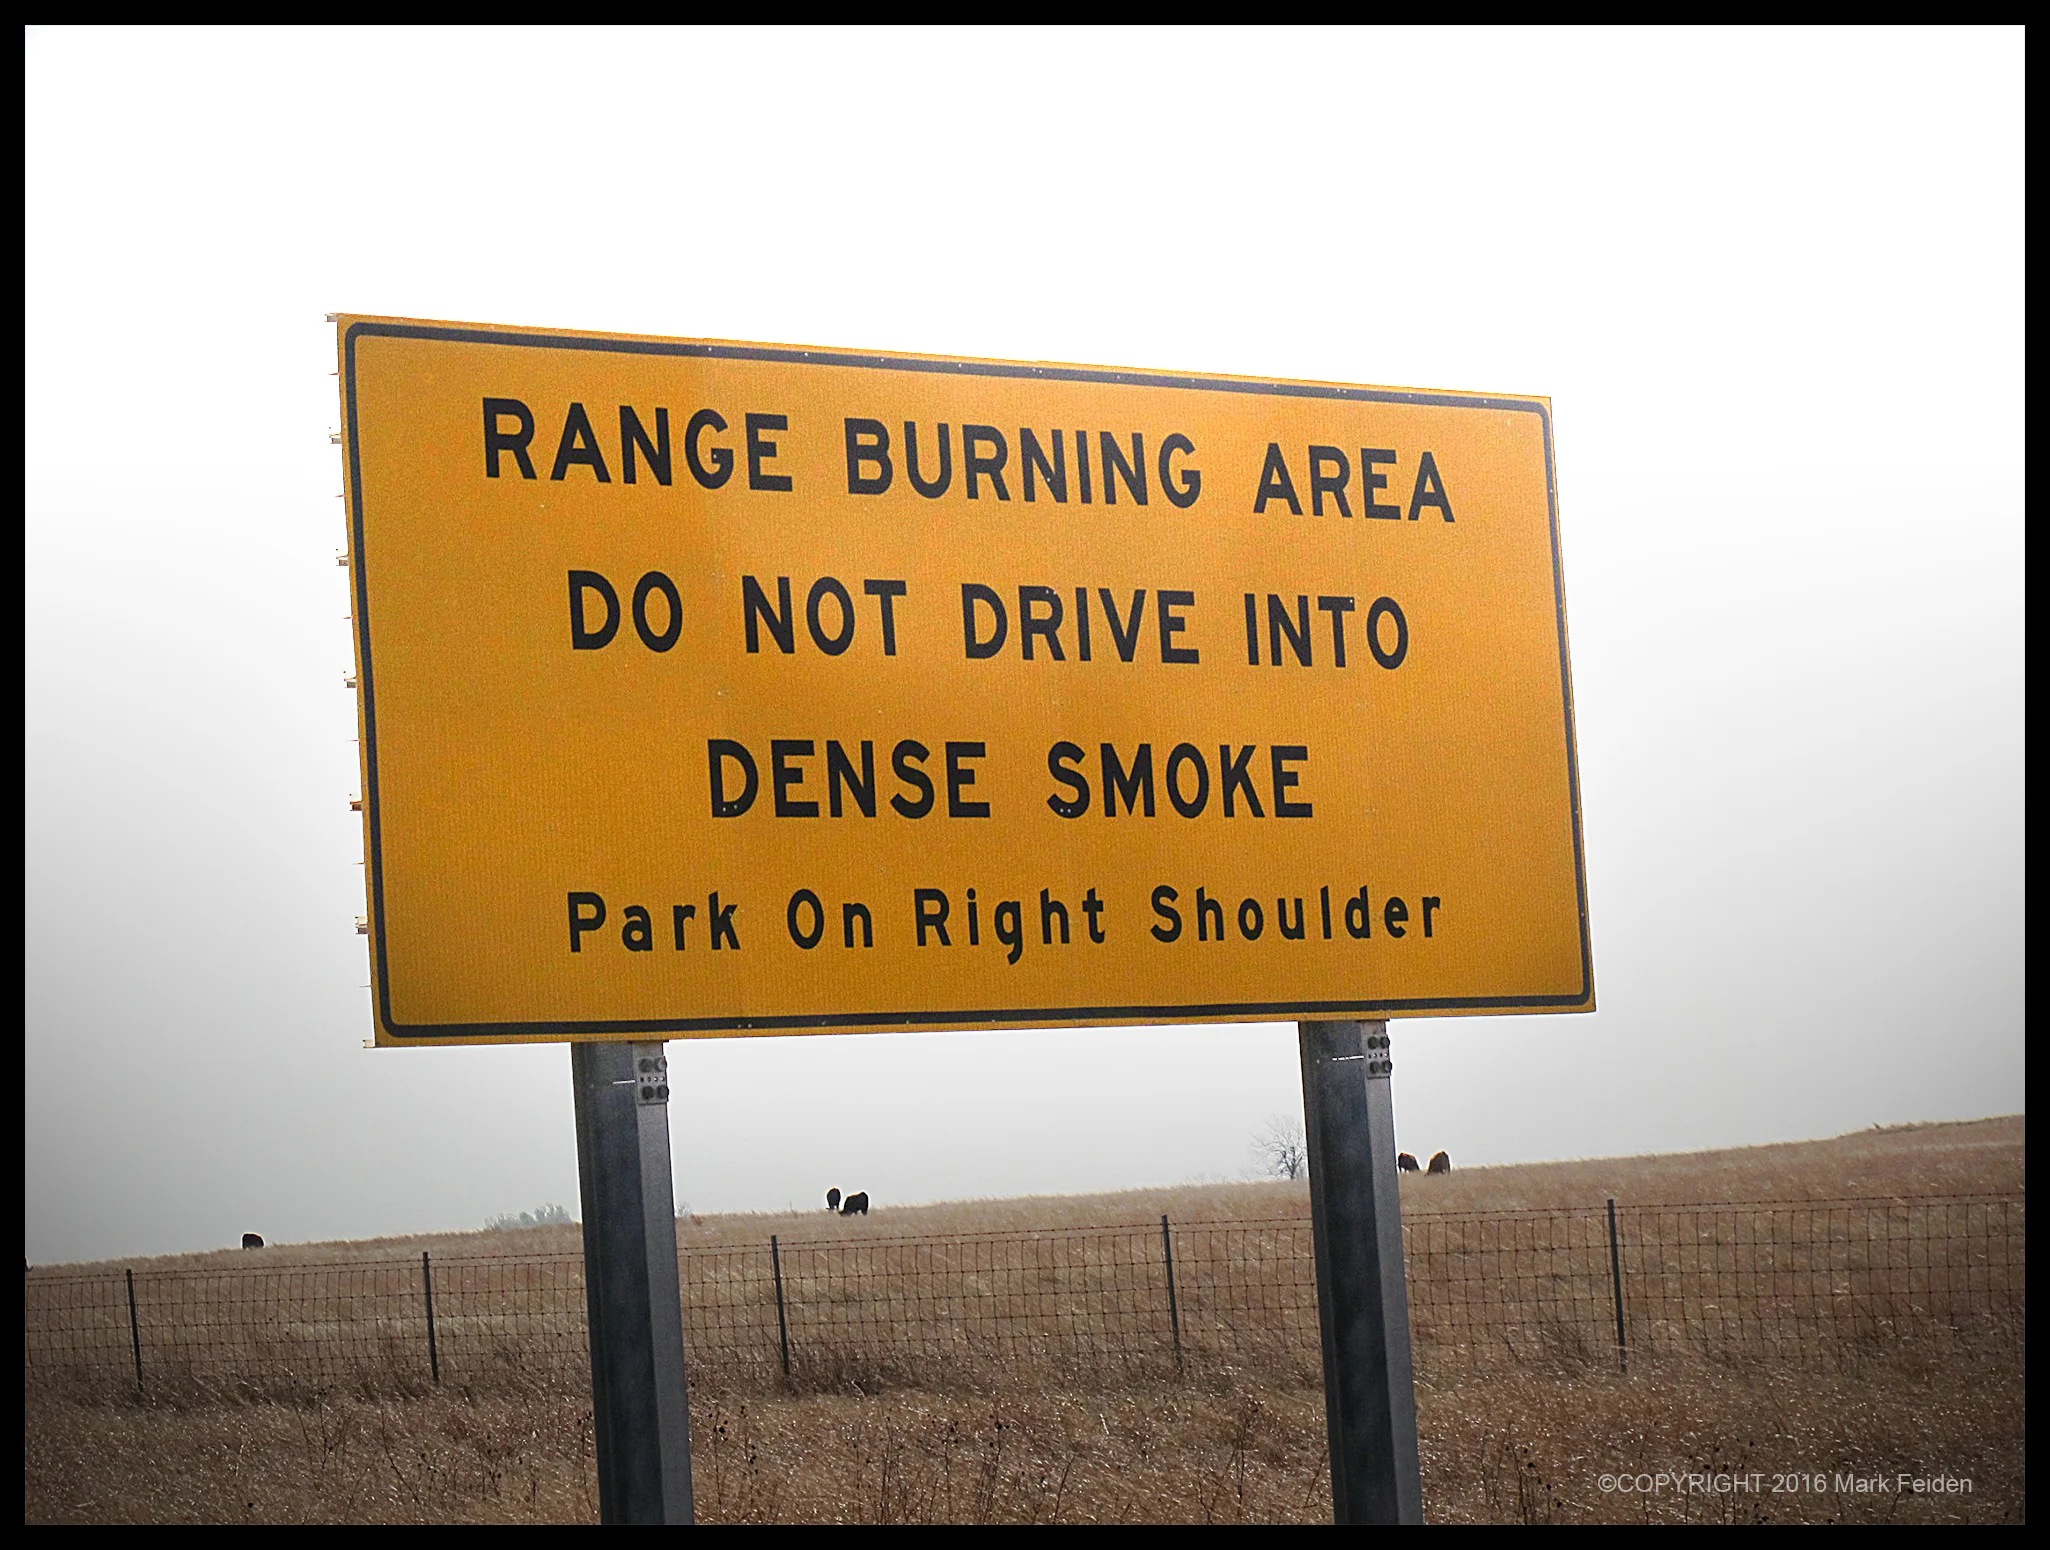 RANGE BURNING AREA
DO NOT DRIVE INTO
DENSE SMOKE
Park On Right Shoulder
©COPYRIGHT 2016 Mark Feiden